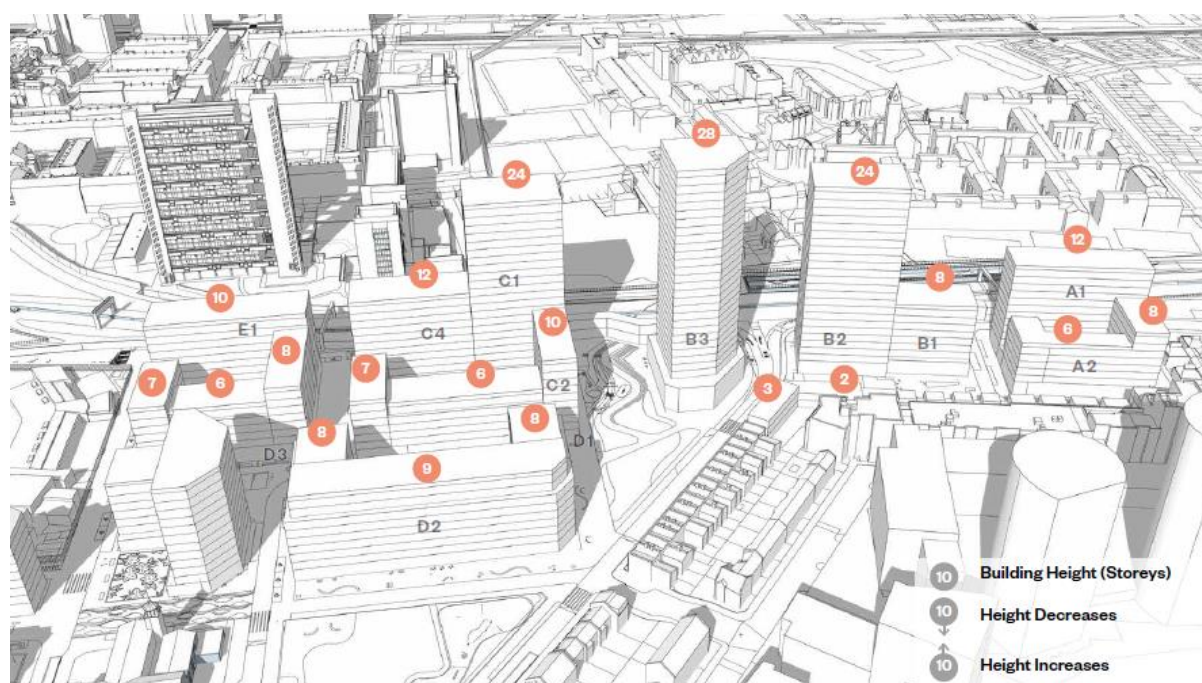 28
24
24
12
C1
12
8
10
A1
E1
10
8
C4
6
8
B3
B2
B1
A2
7
6
7
6
3
2
C2
8
8
D1
D3
9
D2
10 Building Height (Storeys)
10 Height Decreases
10 Height Increases